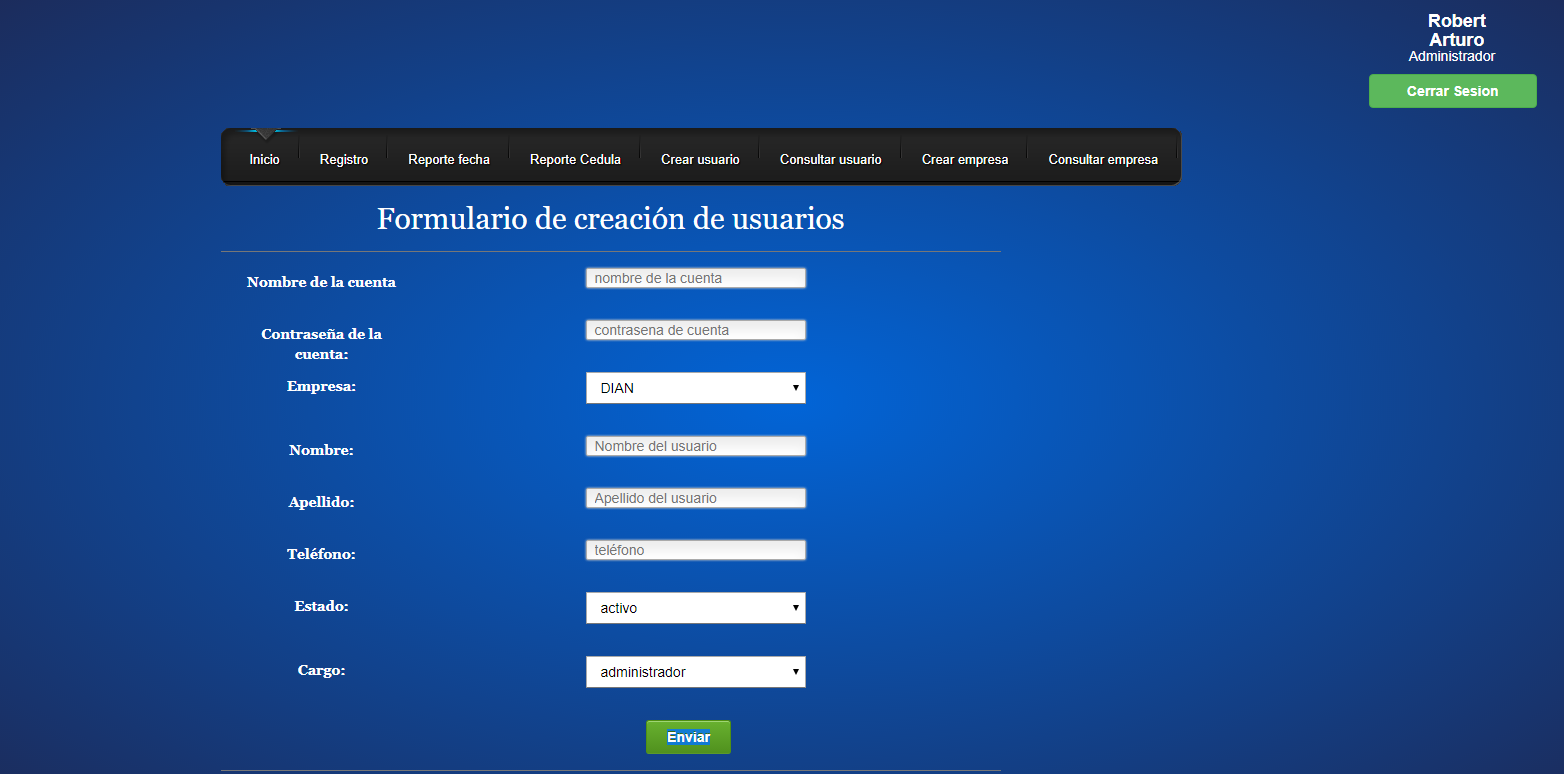 Robert
Arturo
Administrador
Cerrar Sesion
Inicio Registro Reporte fecha Reporte Cedula Crear usuario Consultar usuario Crear empresa Consultar empresa
Formulario de creación de usuarios
Nombre de la cuenta nombre de la cuenta
Contraseña de la
cuenta:
contrasena de cuenta
Empresa: DIAN
Nombre: Nombre del usuario
Apellido: Apellido del usuario
Teléfono: teléfono
Estado: activo
Cargo: administrador
Enviar